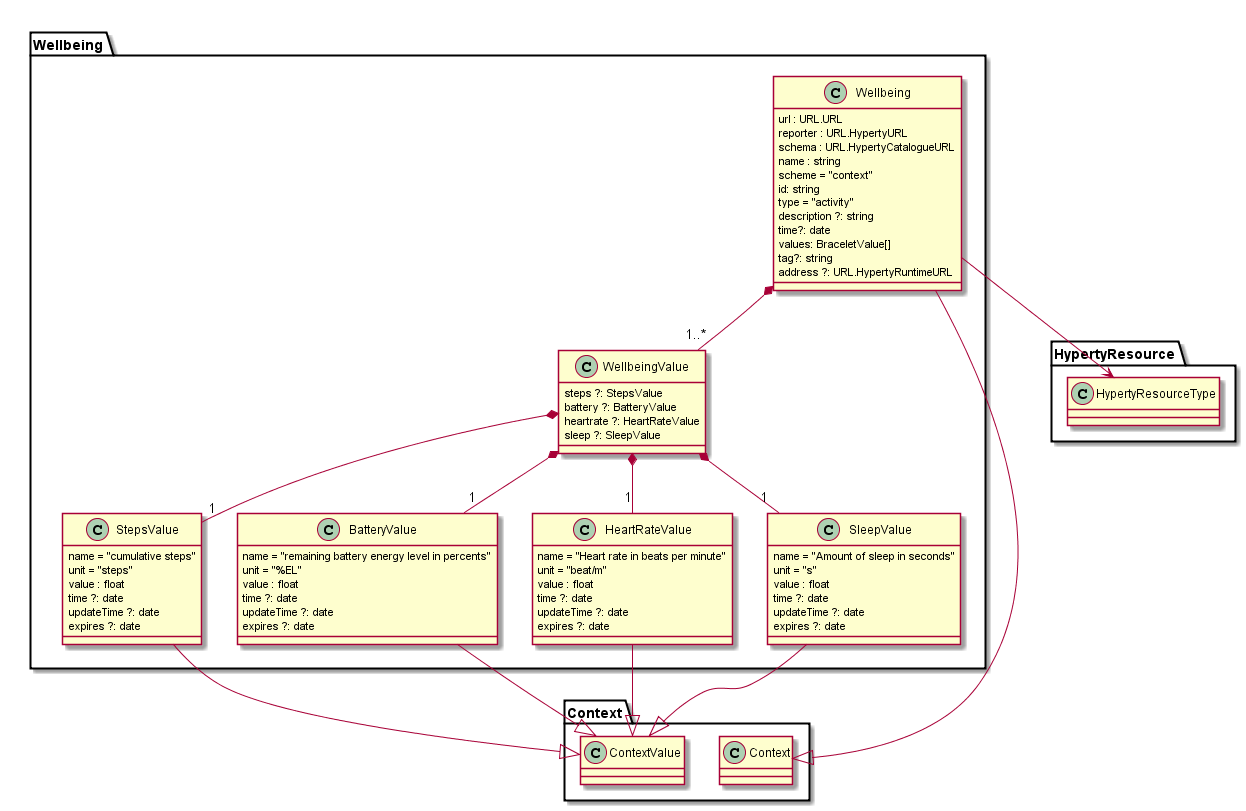 Wellbeing
C Wellbeing
url : URL.URL
reporter : URL.HypertyURL
schema : URL.HypertyCatalogueURL
name : string
scheme = "context"
id: string
type = "activity"
description ?: string
time?: date
values: BraceletValue[]
tag?: string
address ?: URL.HypertyRuntimeURL
1..*
HypertyResource
C HypertyResourceType
C WellbeingValue
steps ?: StepsValue
battery ?: BatteryValue
heartrate ?: HeartRateValue
sleep ?: SleepValue
1
1
1
1
C StepsValue
name = "cumulative steps"
unit = "steps"
value : float
time ?: date
updateTime ?: date
expires ?: date
C BatteryValue
name = "remaining battery energy level in percents"
unit = "%EL"
value : float
time ?: date
updateTime ?: date
expires ?: date
C HeartRateValue
name = "Heart rate in beats per minute"
unit = "beat/m"
value : float
time ?: date
updateTime ?: date
expires ?: date
C SleepValue
name = "Amount of sleep in seconds"
unit = "s"
value : float
time ?: date
updateTime ?: date
expires ?: date
Context
C ContextValue
C Context